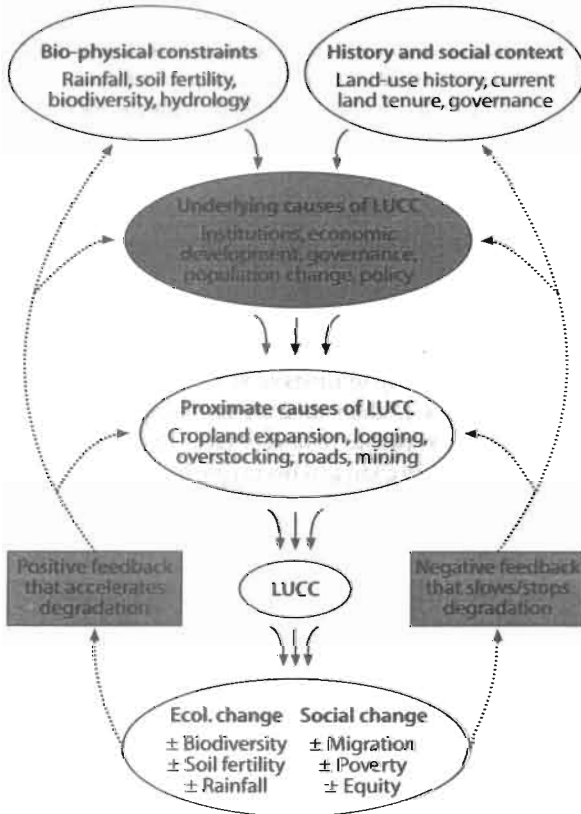 Bio-physical constraints
Rainfall, soil fertility,
biodiversity, hydrology
History and social context
Land-use history, current
land tenure, governance
Underlying causes of LUCC
Institutions, economic
development, governance,
population change, policy
Proximate causes of LUCC
Cropland expansion, logging,
overstocking, roads, mining
Positive feedback
that accelerates
degradation
LUCC
Negative feedback
that slows/stops
degradation
Ecol. change
± Biodiversity
± Soil fertility
± Rainfall
Social change
± Migration
± Poverty
± Equity